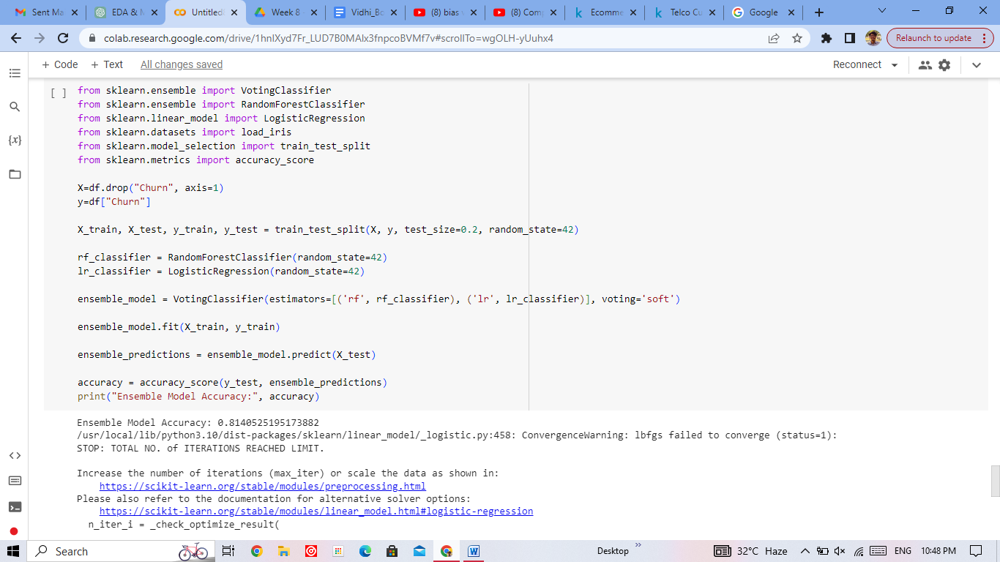 Sent Ma
EDA & M
Untitled
Week 8
Vidhi_Bo
(8) bias v
(8) Com
Ecomme
Telco Cu
Google
colab.research.google.com/drive/1hnlXyd7Fr_LUD7B0MAlx3fnpcoBVMf7v#scrollTo=wgOLH-yUuhx4
Relaunch to update
+ Code + Text All changes saved
Reconnect
[ ]
from sklearn.ensemble import VotingClassifier
from sklearn.ensemble import RandomForestClassifier
from sklearn.linear_model import LogisticRegression
from sklearn.datasets import load_iris
from sklearn.model_selection import train_test_split
from sklearn.metrics import accuracy_score
X=df.drop("Churn", axis=1)
y=df["Churn"]
X_train, X_test, y_train, y_test = train_test_split(X, y, test_size=0.2, random_state=42)
rf_classifier = RandomForestClassifier(random_state=42)
lr_classifier = LogisticRegression(random_state=42)
ensemble_model = VotingClassifier(estimators=[('rf', rf_classifier), ('lr', lr_classifier)], voting='soft')
ensemble_model.fit(X_train, y_train)
ensemble_predictions = ensemble_model.predict(X_test)
accuracy = accuracy_score(y_test, ensemble_predictions)
print("Ensemble Model Accuracy:", accuracy)
Ensemble Model Accuracy: 0.8140525195173882
/usr/local/lib/python3.10/dist-packages/sklearn/linear_model/_logistic.py:458: ConvergenceWarning: lbfgs failed to converge (status=1):
STOP: TOTAL NO. of ITERATIONS REACHED LIMIT.
Increase the number of iterations (max_iter) or scale the data as shown in:
https://scikit-learn.org/stable/modules/preprocessing.html
Please also refer to the documentation for alternative solver options:
https://scikit-learn.org/stable/modules/linear_model.html#logistic-regression
n_iter_i = _check_optimize_result(
Search
Desktop
32°C Haze
ENG
10:48 PM